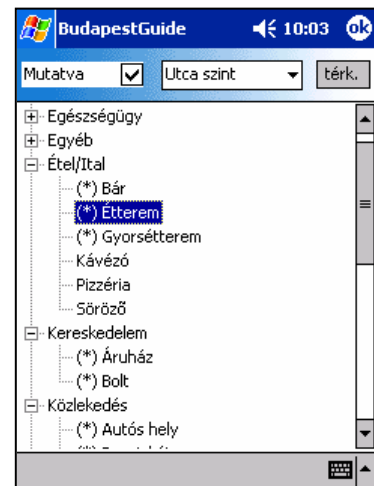 BudapestGuide 10:03 ok
Mutatva Utca szint térk.
Egészségügy
Egyéb
Étel/Ital
(*) Bár
(*) Étterem
(*) Gyorsétterem
Kávézó
Pizzéria
Söröző
Kereskedelem
(*) Áruház
(*) Bolt
Közlekedés
(*) Autós hely